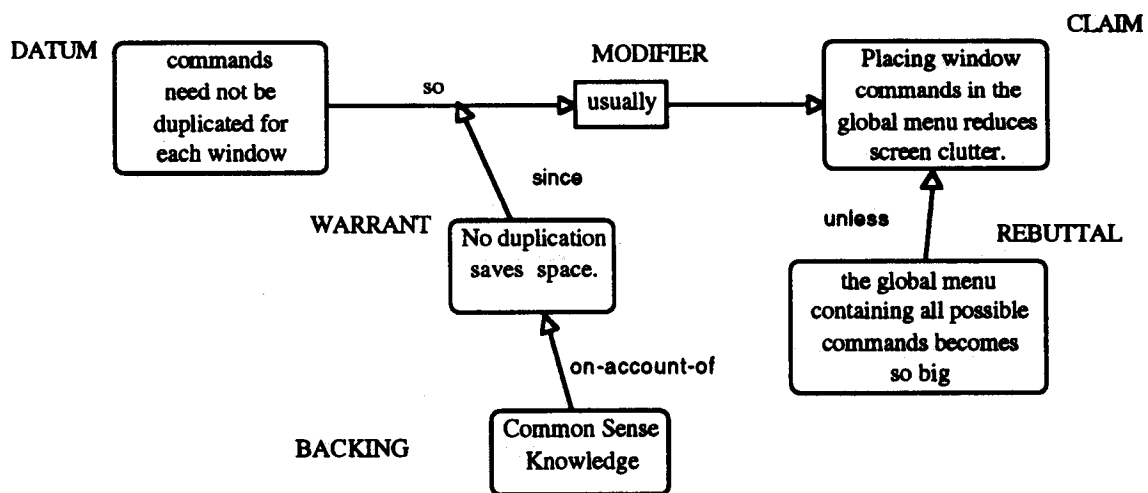 CLAIM
DATUM
commands
need not be
duplicated for
each window
so
MODIFIER
usually
Placing window
commands in the
global menu reduces
screen clutter.
since
WARRANT
No duplication
saves space.
unless
REBUTTAL
the global menu
containing all possible
commands becomes
so big
on-account-of
BACKING
Common Sense
Knowledge